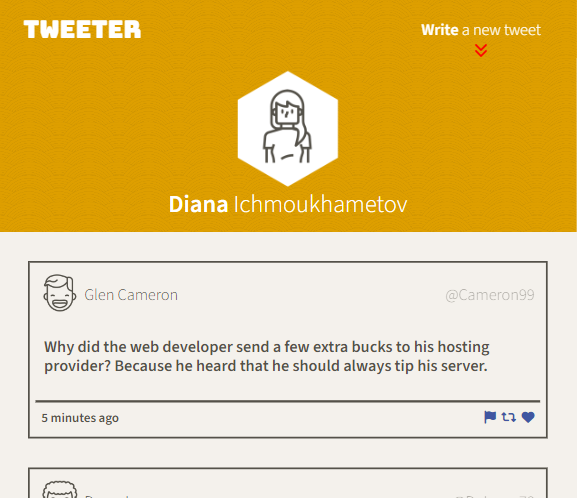 TWEETER
Write a new tweet
Diana Ichmoukhametov
Glen Cameron
@Cameron99
Why did the web developer send a few extra bucks to his hosting
provider? Because he heard that he should always tip his server.
5 minutes ago